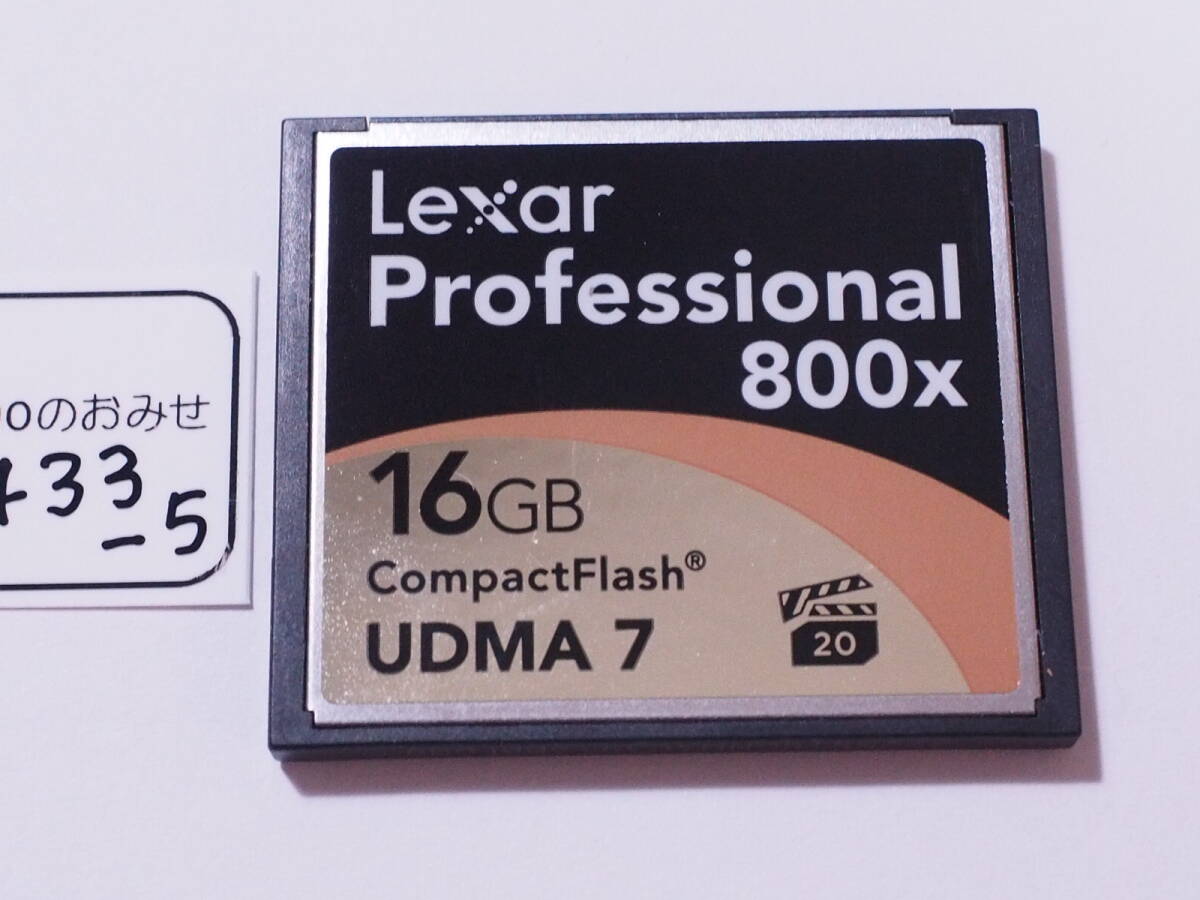 Lexar
Professional
800x
16GB
CompactFlash®
UDMA 7
20
のおみせ
33
-5